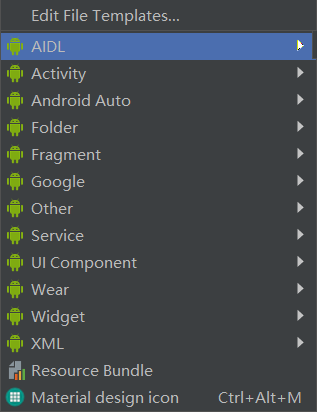 Edit File Templates...
AIDL
Activity
Android Auto
Folder
Fragment
Google
Other
Service
UI Component
Wear
Widget
XML
Resource Bundle
Material design icon Ctrl+Alt+M